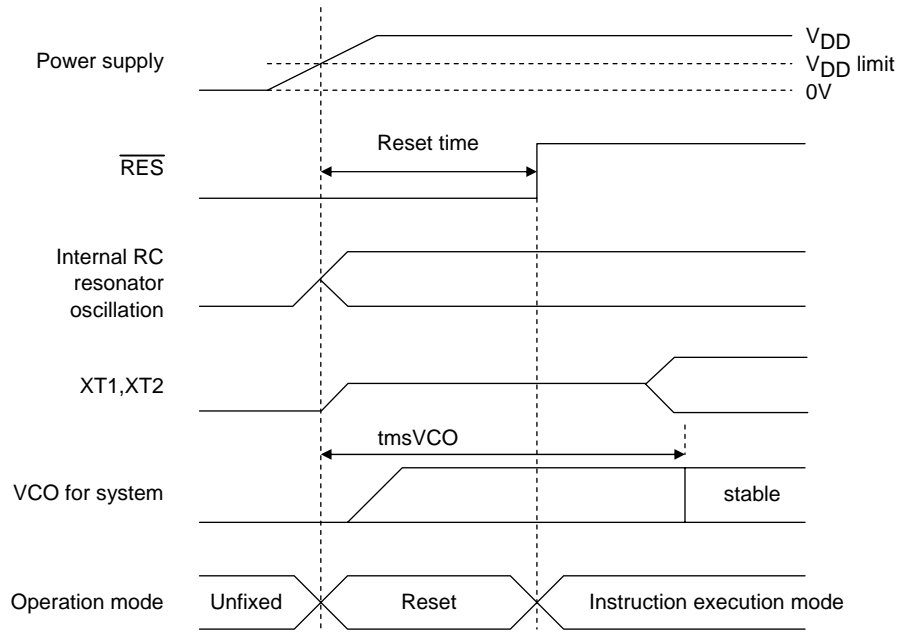 Power supply
VDD
VDD limit
0V
RES
Reset time
Internal RC
resonator
oscillation
XT1,XT2
tmsVCO
VCO for system
stable
Operation mode
Unfixed
Reset
Instruction execution mode